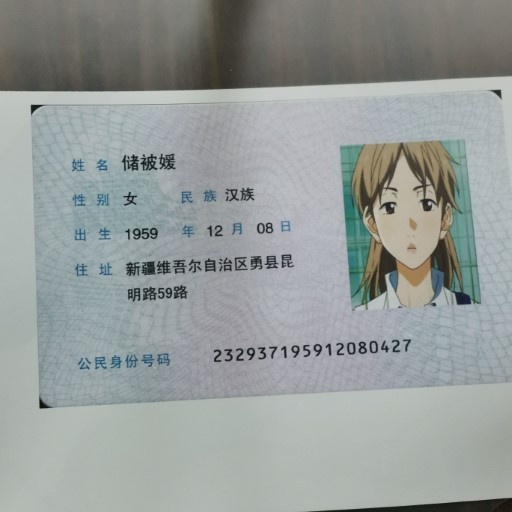 姓名 储被媛
性别 女 民族 汉族
出生 1959 年 12 月 08 日
住址 新疆维吾尔自治区勇县昆
明路59路
公民身份号码 232937195912080427